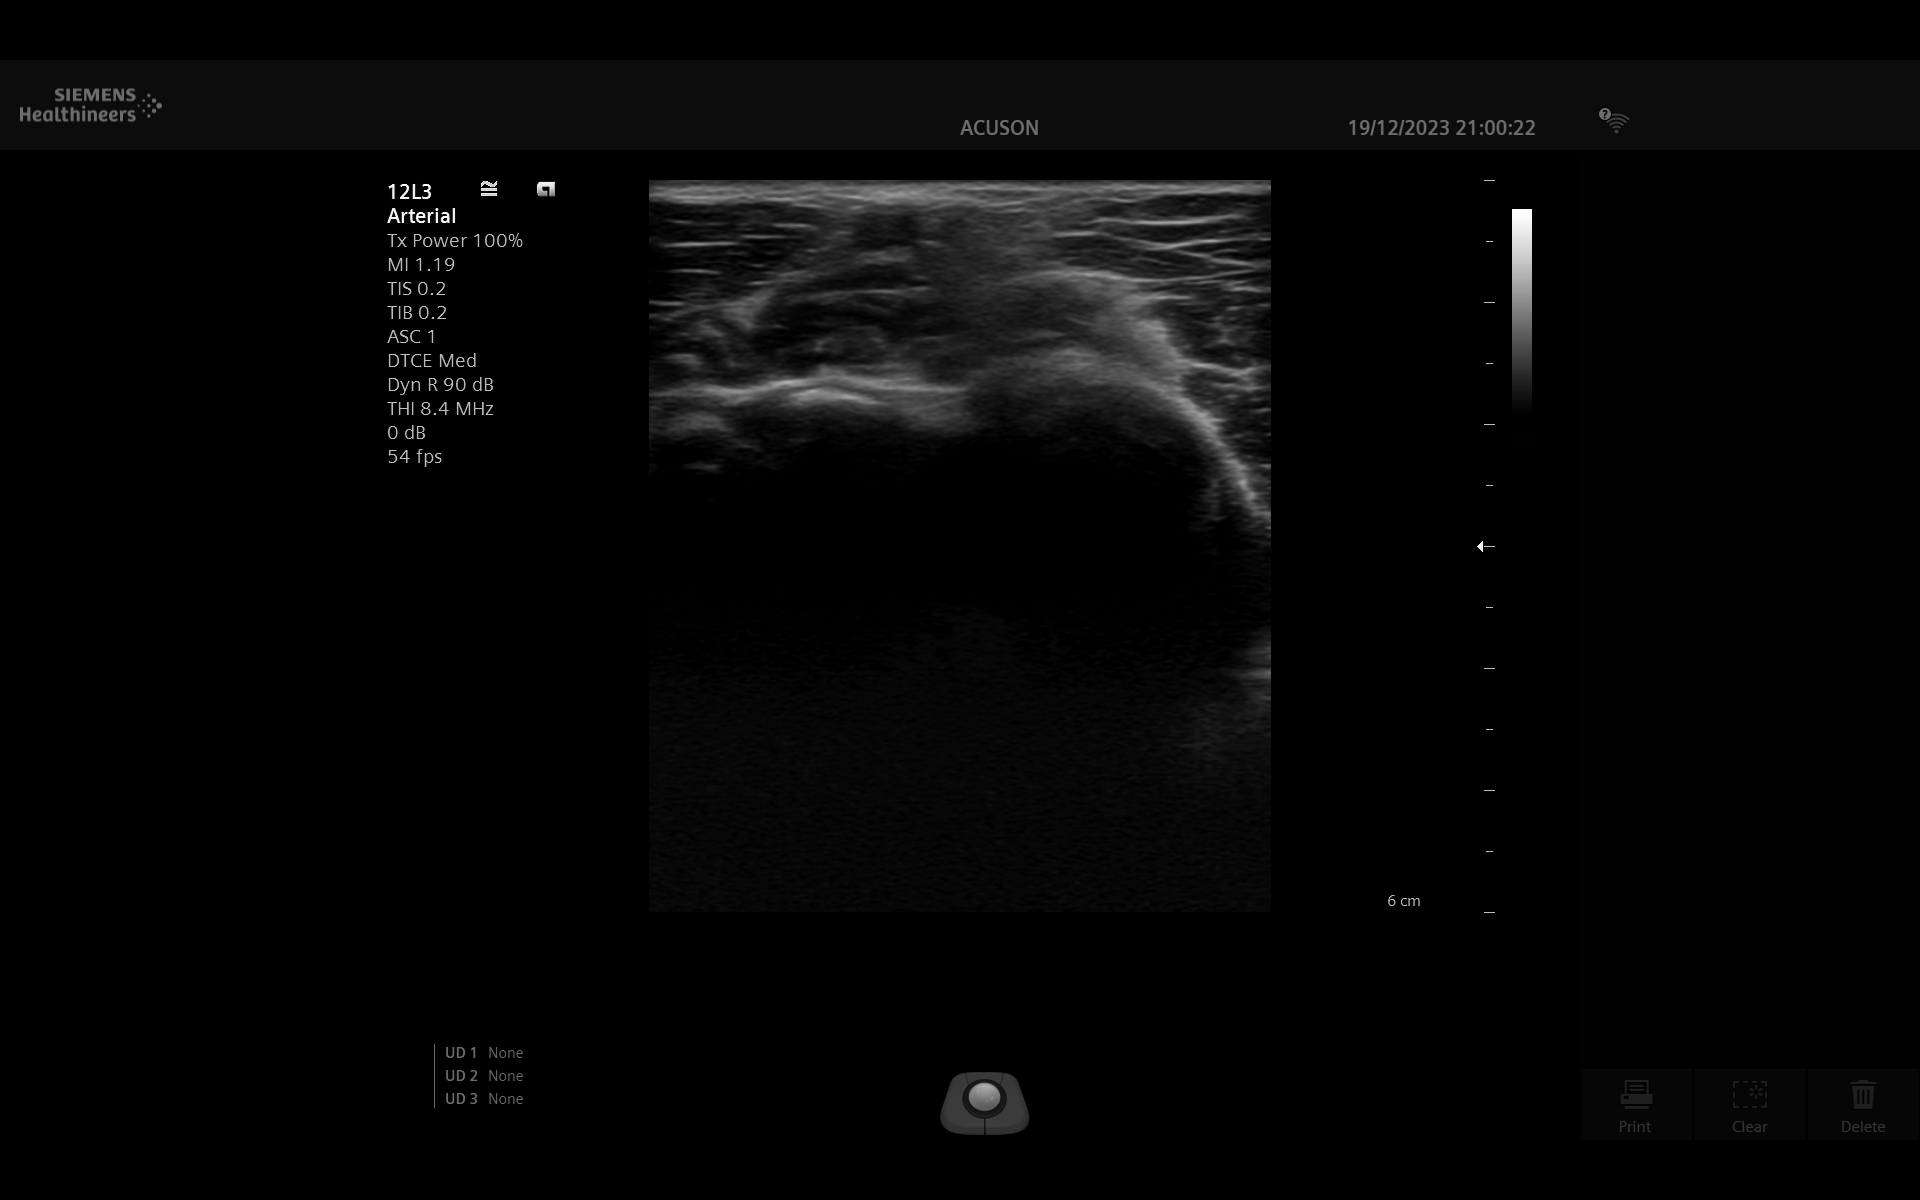 SIEMENS
Healthineers
ACUSON
19/12/2023 21:00:22
?
12L3
Arterial
Tx Power 100%
MI 1.19
TIS 0.2
TIB 0.2
ASC 1
DTCE Med
Dyn R 90 dB
THI 8.4 MHz
0 dB
54 fps
6 cm
UD 1 None
UD 2 None
UD 3 None
Print
Clear
Delete